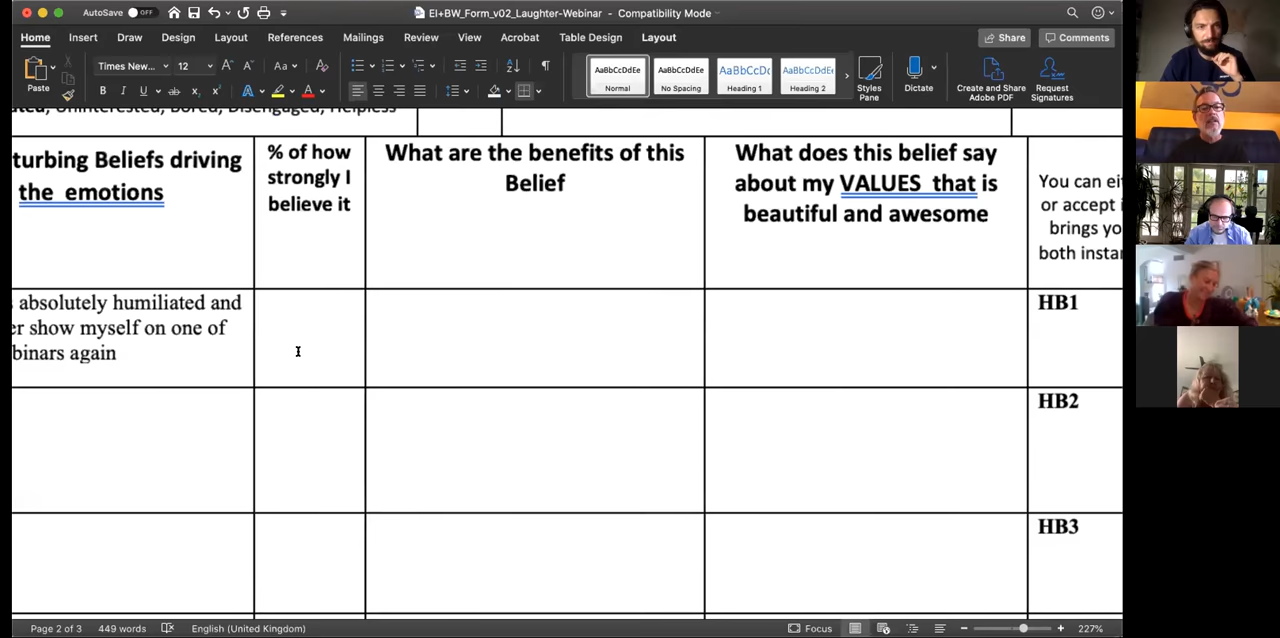 AutoSave OFF
EI+BW_Form_v02_Laughter-Webinar - Compatibility Mode
Home Insert Draw Design Layout References Mailings Review View Acrobat Table Design Layout Share Comments
Paste
Times New... 12
AaBbCcDdEe Normal
AaBbCcDdEe No Spacing
AaBbCcDc Heading 1
AaBbCcDdEe Heading 2
Styles Pane
Dictate
Create and Share Adobe PDF
Request Signatures
Uninterested, Bored, Disengaged, Helpless
turbing Beliefs driving
the emotions
% of how
strongly I
believe it
What are the benefits of this
Belief
What does this belief say
about my VALUES that is
beautiful and awesome
You can ei
or accept i
brings yo
both insta
absolutely humiliated and
er show myself on one of
binars again
HB1
HB2
HB3
Page 2 of 3 449 words English (United Kingdom) Focus 227%